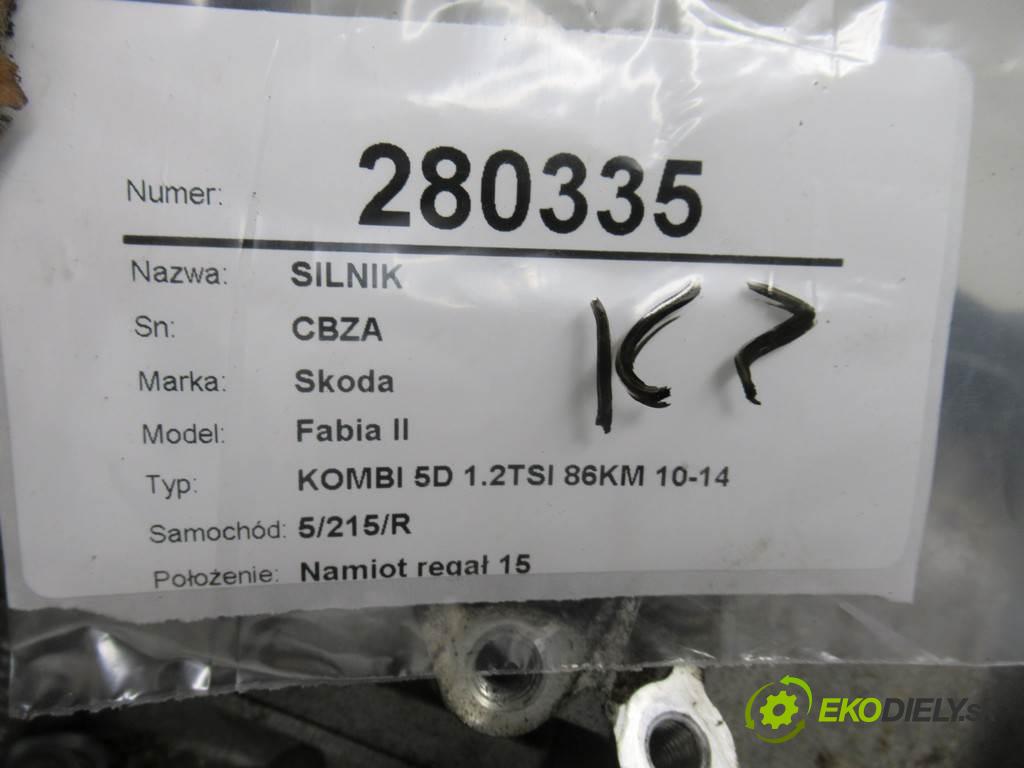 Numer: 280335
Nazwa: SILNIK
Sn: CBZA
Marka: Skoda
Model: Fabia II
Typ: KOMBI 5D 1.2TSI 86KM 10-14
Samochód: 5/215/R
Położenie: Namiot regał 15
EKODIELY.s